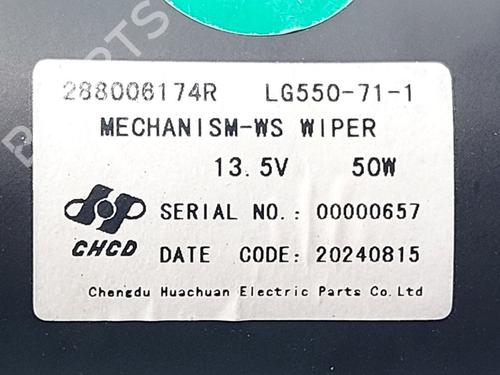 288006174R LG550-71-1
MECHANISM-WS WIPER
13.5V 50W
SERIAL NO.: 00000657
CHCD
DATE CODE: 20240815
Chengdu Huachuan Electric Parts Co.Ltd